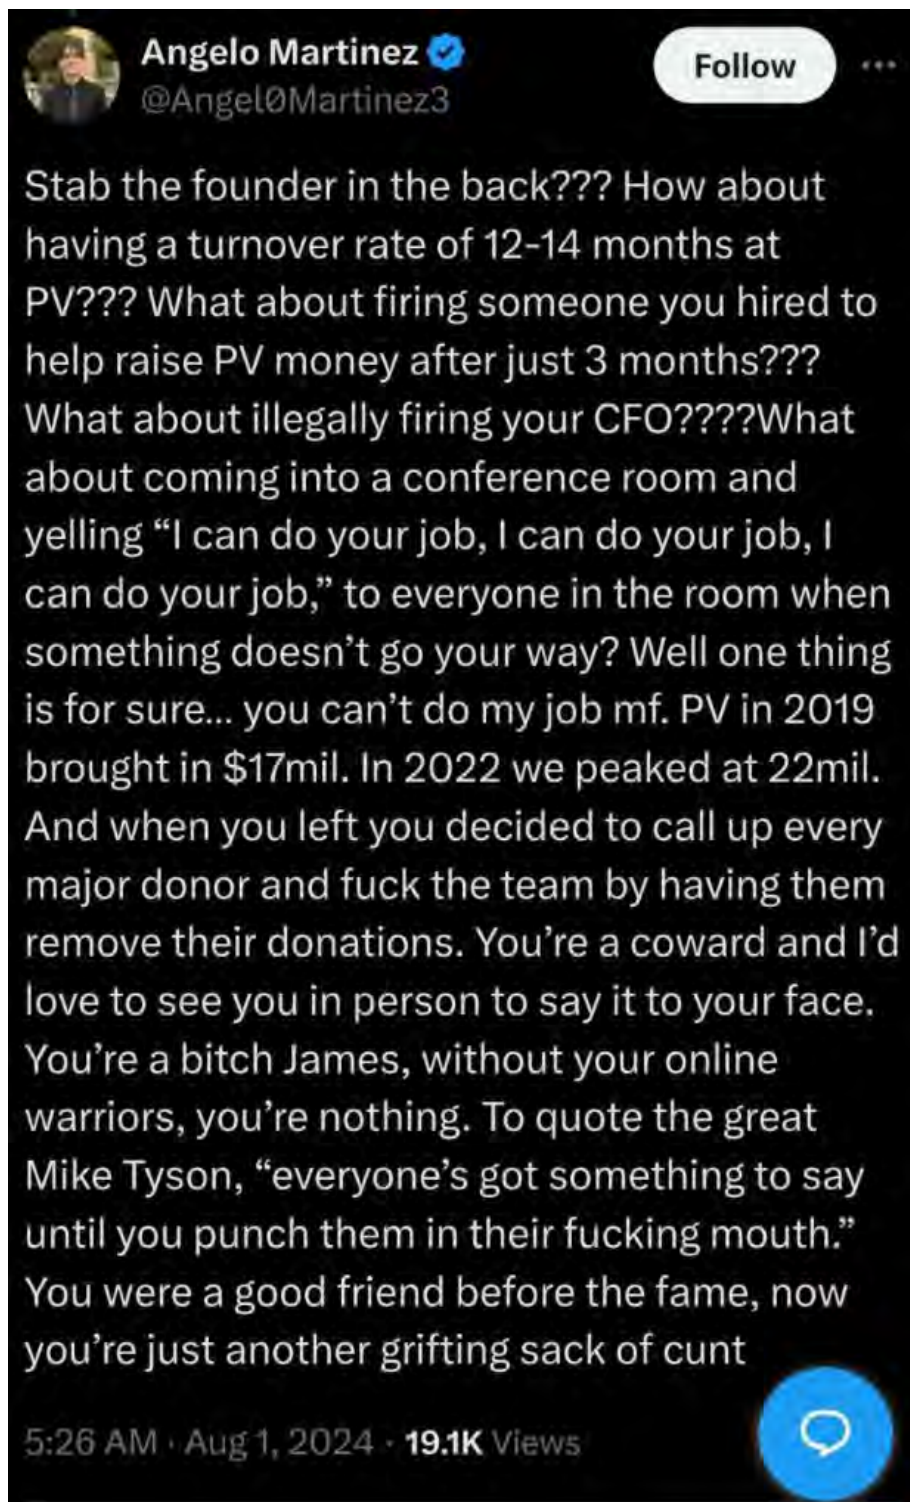 Angelo Martinez
Follow
@Angel0Martinez3
Stab the founder in the back??? How about
having a turnover rate of 12-14 months at
PV??? What about firing someone you hired to
help raise PV money after just 3 months???
What about illegally firing your CFO????What
about coming into a conference room and
yelling “I can do your job, I can do your job, I
can do your job,” to everyone in the room when
something doesn’t go your way? Well one thing
is for sure... you can’t do my job mf. PV in 2019
brought in $17mil. In 2022 we peaked at 22mil.
And when you left you decided to call up every
major donor and fuck the team by having them
remove their donations. You’re a coward and I’d
love to see you in person to say it to your face.
You’re a bitch James, without your online
warriors, you’re nothing. To quote the great
Mike Tyson, “everyone’s got something to say
until you punch them in their fucking mouth.”
You were a good friend before the fame, now
you’re just another grifting sack of cunt
5:26 AM · Aug 1, 2024 · 19.1K Views